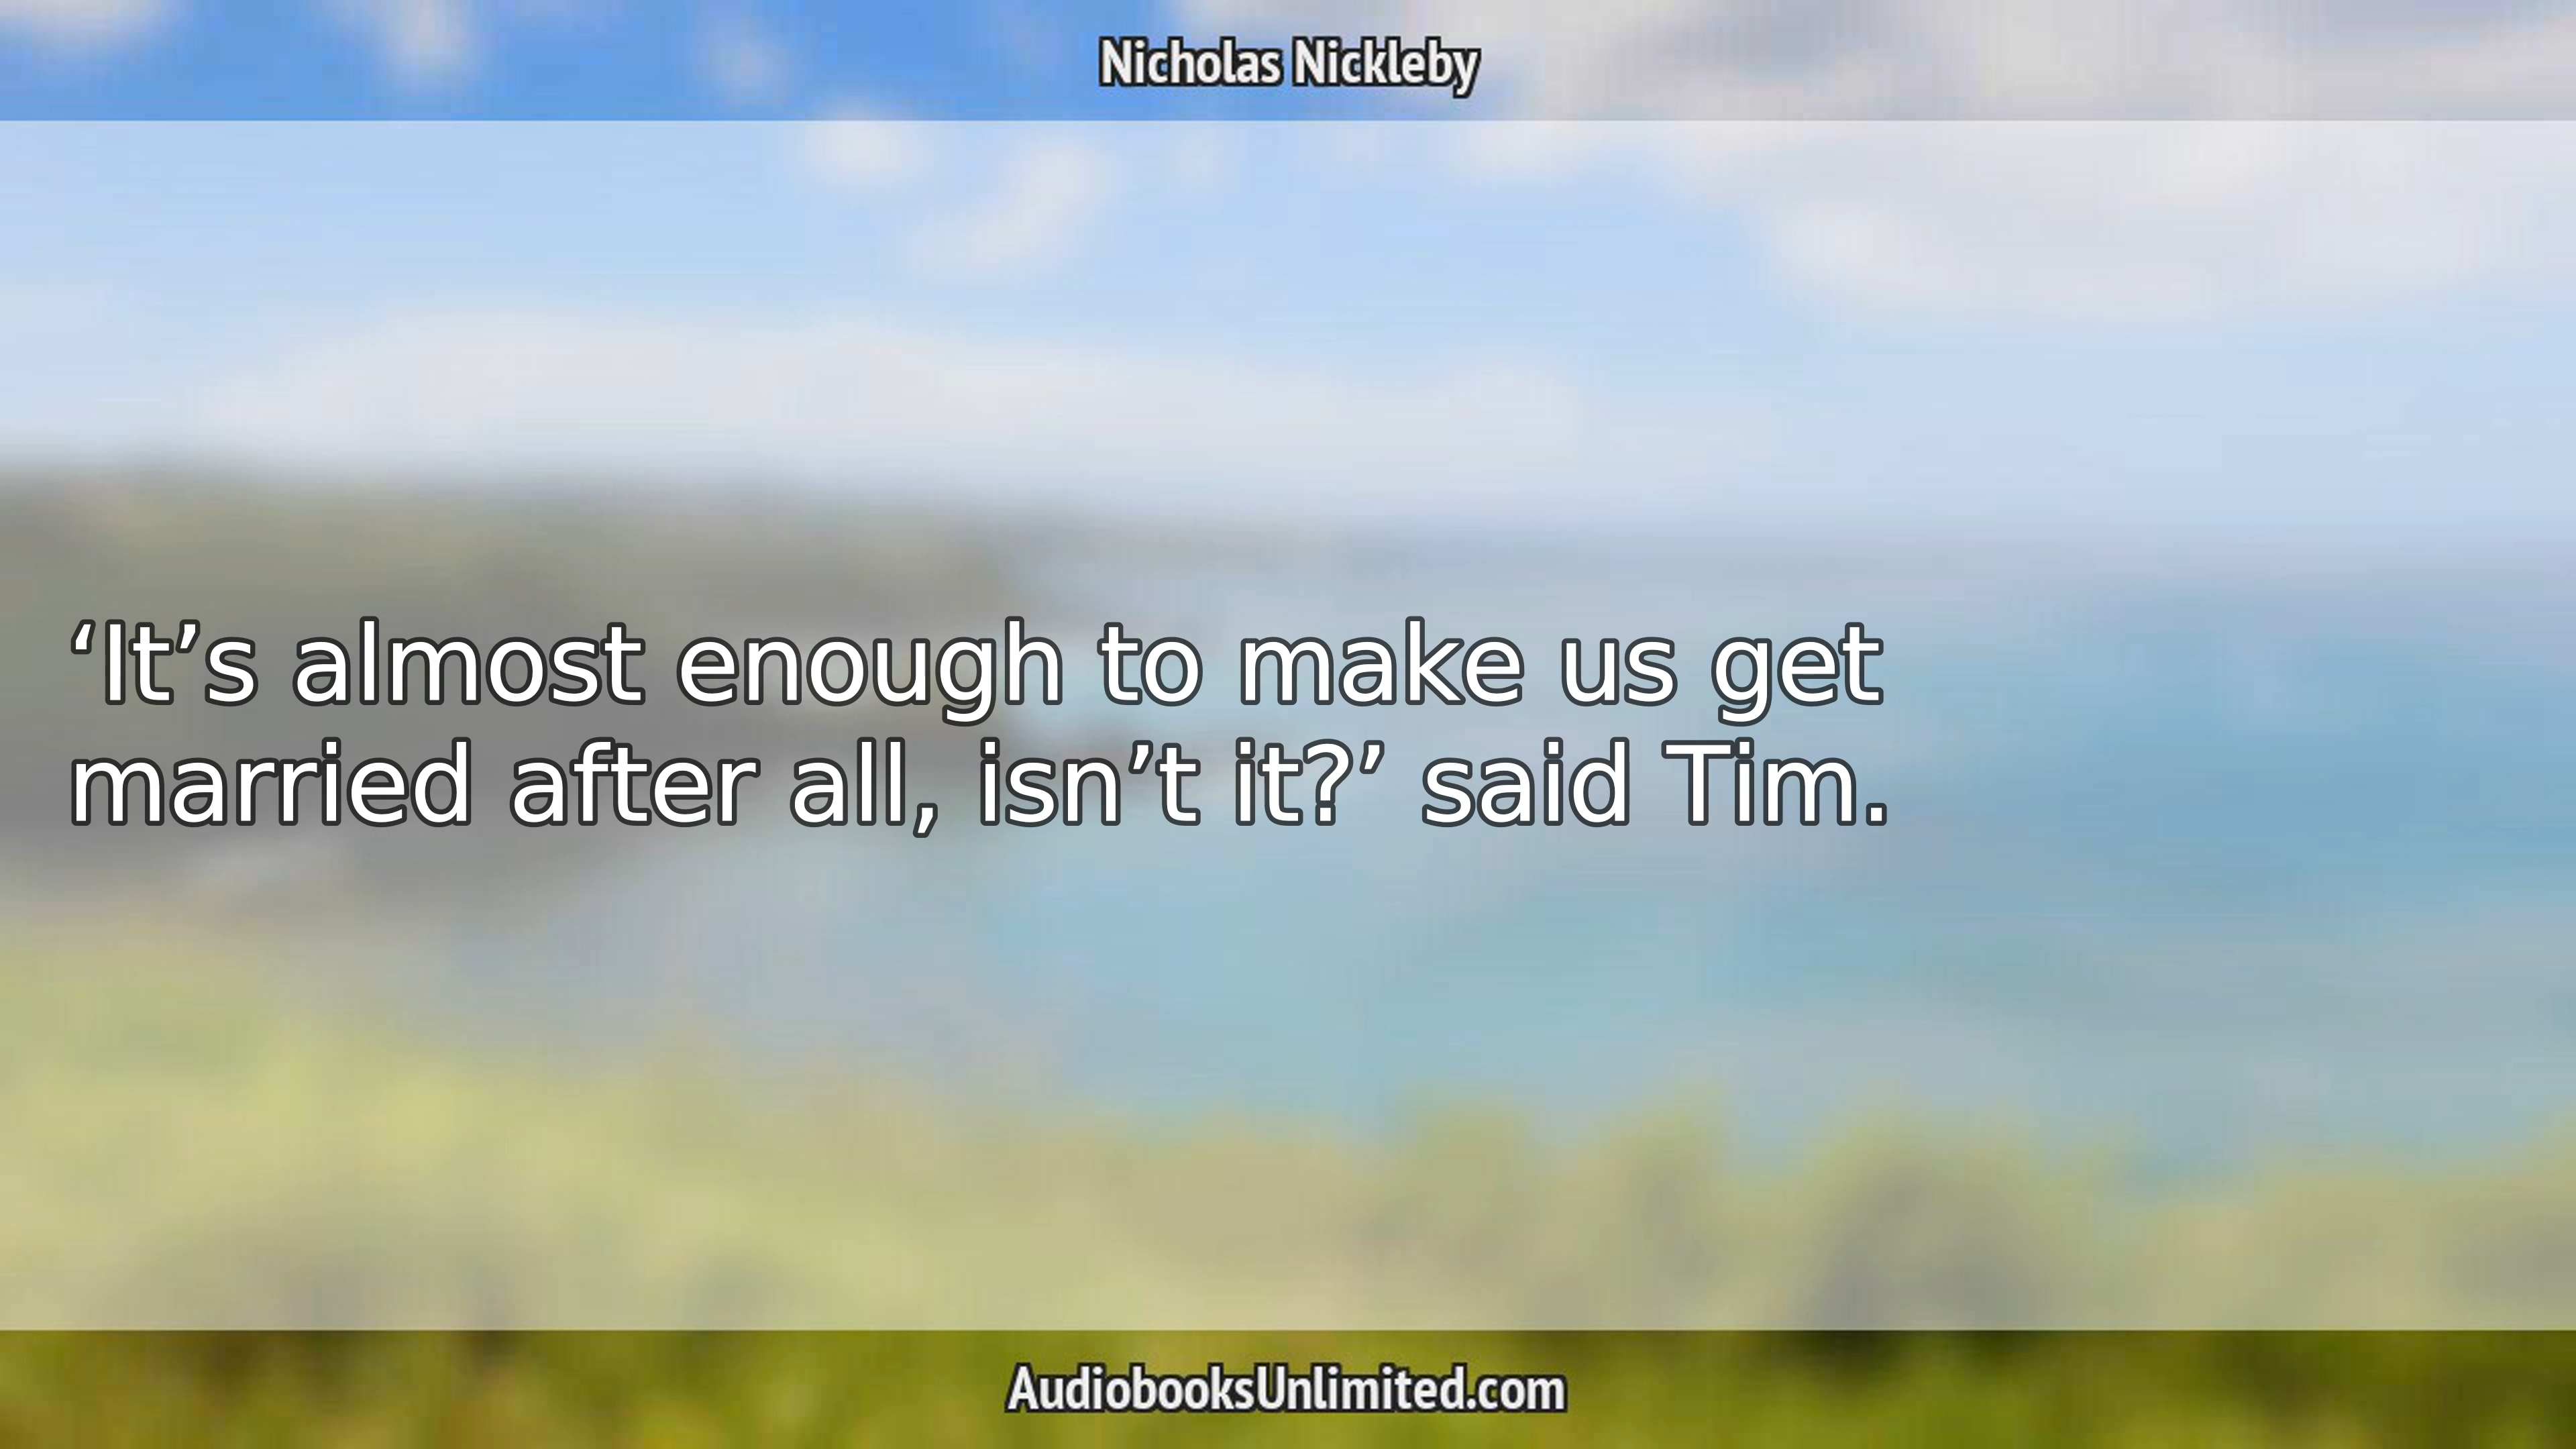 Nicholas Nickleby
‘It’s almost enough to make us get
married after all, isn’t it?’ said Tim.
AudiobooksUnlimited.com